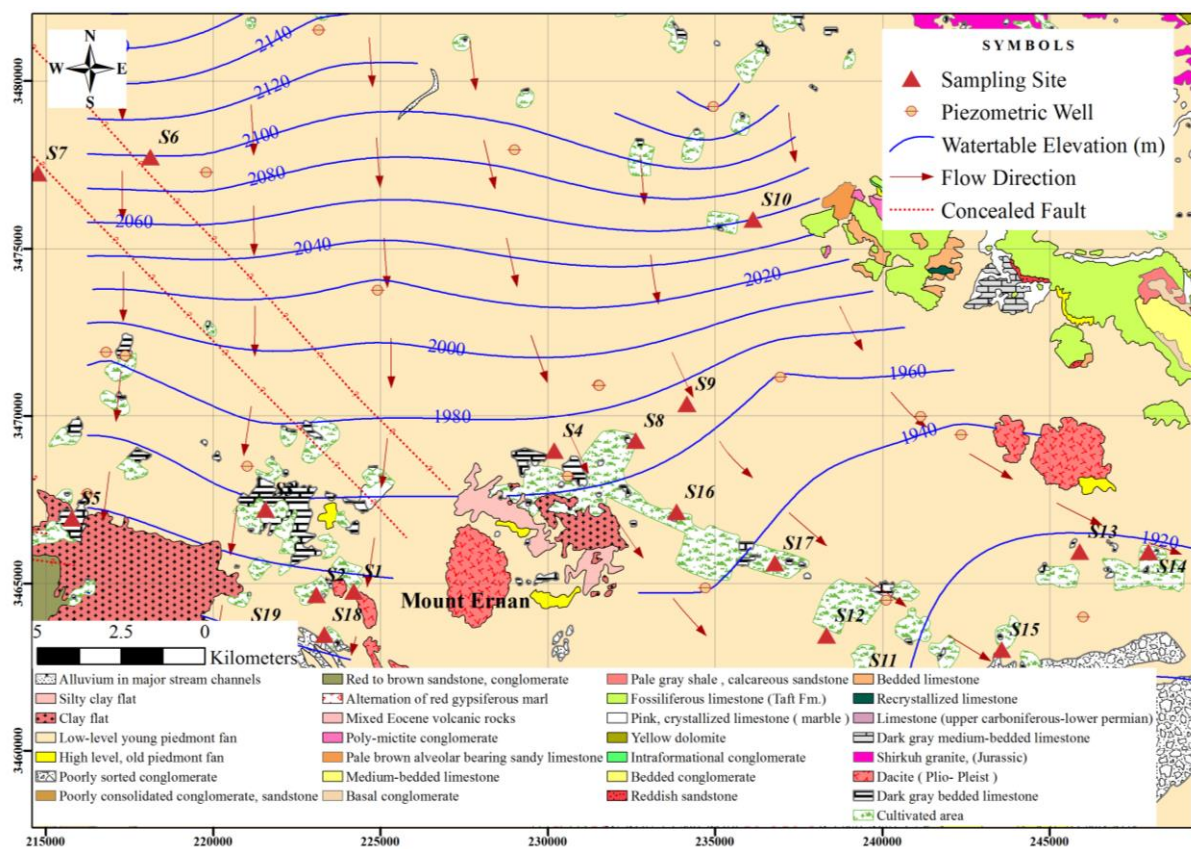 N
W E
S
SYMBOLS
Sampling Site
Piezometric Well
Watertable Elevation (m)
Flow Direction
Concealed Fault
2140
2120
2100
2080
2060
2040
2020
2000
1980
1960
1940
1920
S6
S7
S10
S9
S8
S4
S5
S3
S16
S17
S13
S14
S1
S2
S12
S15
S19
S18
S11
Mount Ernan
5 2.5 0
Kilometers
Alluvium in major stream channels
Silty clay flat
Clay flat
Low-level young piedmont fan
High level, old piedmont fan
Poorly sorted conglomerate
Poorly consolidated conglomerate, sandstone
Red to brown sandstone, conglomerate
Alternation of red gypsiferous marl
Mixed Eocene volcanic rocks
Poly-mictite conglomerate
Pale brown alveolar bearing sandy limestone
Medium-bedded limestone
Basal conglomerate
Pale gray shale , calcareous sandstone
Fossiliferous limestone (Taft Fm.)
Pink, crystallized limestone ( marble )
Yellow dolomite
Intraformational conglomerate
Bedded conglomerate
Reddish sandstone
Bedded limestone
Recrystallized limestone
Limestone (upper carboniferous-lower permian)
Dark gray medium-bedded limestone
Shirkuh granite, (Jurassic)
Dacite ( Plio- Pleist )
Dark gray bedded limestone
Cultivated area
3480000
3475000
3470000
3465000
3460000
215000 220000 225000 230000 235000 240000 245000